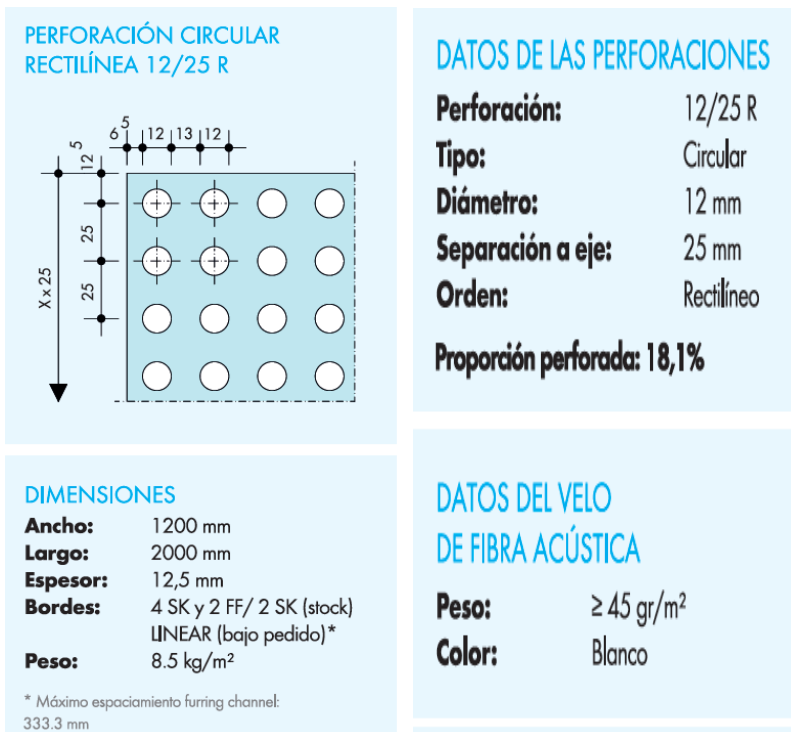 PERFORACIÓN CIRCULAR
RECTILÍNEA 12/25 R
6 5 12 13 12
5
12
25
25
X x 25
DIMENSIONES
Ancho: 1200 mm
Largo: 2000 mm
Espesor: 12,5 mm
Bordes: 4 SK y 2 FF/ 2 SK (stock)
LINEAR (bajo pedido)*
Peso: 8.5 kg/m²
* Máximo espaciamiento furring channel:
333.3 mm
DATOS DE LAS PERFORACIONES
Perforación: 12/25 R
Tipo: Circular
Diámetro: 12 mm
Separación a eje: 25 mm
Orden: Rectilíneo
Proporción perforada: 18,1%
DATOS DEL VELO
DE FIBRA ACÚSTICA
Peso: ≥ 45 gr/m²
Color: Blanco